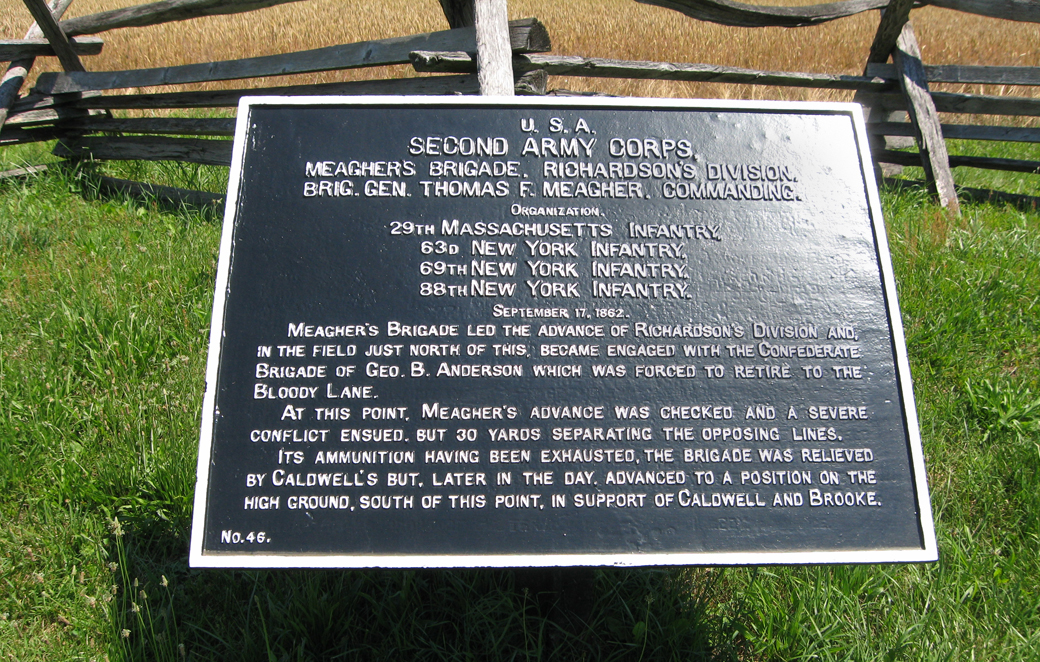 U. S. A.
SECOND ARMY CORPS,
MEAGHER'S BRIGADE, RICHARDSON'S DIVISION.
BRIG. GEN. THOMAS F. MEAGHER, COMMANDING.
ORGANIZATION.
29TH MASSACHUSETTS INFANTRY,
63D NEW YORK INFANTRY,
69TH NEW YORK INFANTRY,
88TH NEW YORK INFANTRY.
SEPTEMBER 17, 1862.
MEAGHER'S BRIGADE LED THE ADVANCE OF RICHARDSON'S DIVISION AND,
IN THE FIELD JUST NORTH OF THIS, BECAME ENGAGED WITH THE CONFEDERATE
BRIGADE OF GEO. B. ANDERSON WHICH WAS FORCED TO RETIRE TO THE
BLOODY LANE.
AT THIS POINT, MEAGHER'S ADVANCE WAS CHECKED AND A SEVERE
CONFLICT ENSUED, BUT 30 YARDS SEPARATING THE OPPOSING LINES.
ITS AMMUNITION HAVING BEEN EXHAUSTED, THE BRIGADE WAS RELIEVED
BY CALDWELL'S BUT, LATER IN THE DAY, ADVANCED TO A POSITION ON THE
HIGH GROUND, SOUTH OF THIS POINT, IN SUPPORT OF CALDWELL AND BROOKE.
NO. 46.